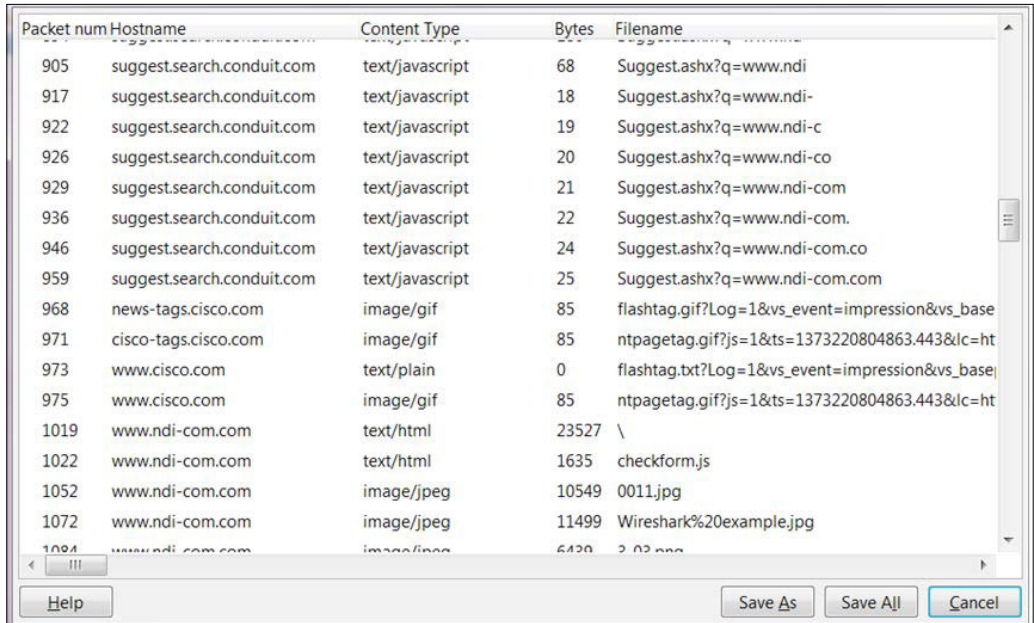 Packet num Hostname Content Type Bytes Filename
905 suggest.search.conduit.com text/javascript 68 Suggest.ashx?q=www.ndi
917 suggest.search.conduit.com text/javascript 18 Suggest.ashx?q=www.ndi-
922 suggest.search.conduit.com text/javascript 19 Suggest.ashx?q=www.ndi-c
926 suggest.search.conduit.com text/javascript 20 Suggest.ashx?q=www.ndi-co
929 suggest.search.conduit.com text/javascript 21 Suggest.ashx?q=www.ndi-com
936 suggest.search.conduit.com text/javascript 22 Suggest.ashx?q=www.ndi-com.
946 suggest.search.conduit.com text/javascript 24 Suggest.ashx?q=www.ndi-com.co
959 suggest.search.conduit.com text/javascript 25 Suggest.ashx?q=www.ndi-com.com
968 news-tags.cisco.com image/gif 85 flashtag.gif?Log=1&vs_event=impression&vs_base
971 cisco-tags.cisco.com image/gif 85 ntpagetag.gif?js=1&ts=1373220804863.443&lc=ht
973 www.cisco.com text/plain 0 flashtag.txt?Log=1&vs_event=impression&vs_base
975 www.cisco.com image/gif 85 ntpagetag.gif?js=1&ts=1373220804863.443&lc=ht
1019 www.ndi-com.com text/html 23527 \
1022 www.ndi-com.com text/html 1635 checkform.js
1052 www.ndi-com.com image/jpeg 10549 0011.jpg
1072 www.ndi-com.com image/jpeg 11499 Wireshark%20example.jpg
1084 www.ndi-com.com image/jpeg 6439 3_03.png
Help Save As Save All Cancel